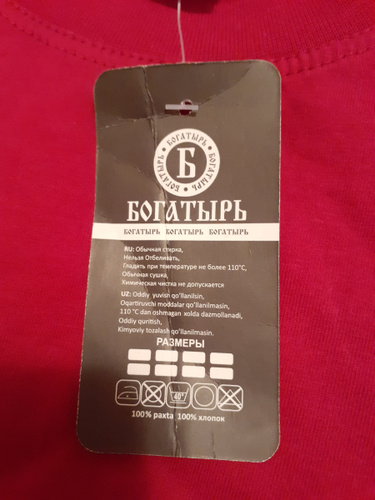 БОГАТЫРЬ • БОГАТЫРЬ • БОГАТЫРЬ •
Б
БОГАТЫРЬ
БОГАТЫРЬ БОГАТЫРЬ БОГАТЫРЬ
RU: Обычная стирка,
Нельзя Отбеливать,
Гладить при температуре не более 110°C,
Обычная сушка,
Химическая чистка не допускается
UZ: Oddiy yuvish qo'llanilsin,
Oqartiruvchi moddalar qo'llanilmasin,
110 °C dan oshmagan xolda dazmollanadi,
Oddiy quritish,
Kimyoviy tozalash qo'llanilmasin.
РАЗМЕРЫ
40°
100% paxta 100% хлопок